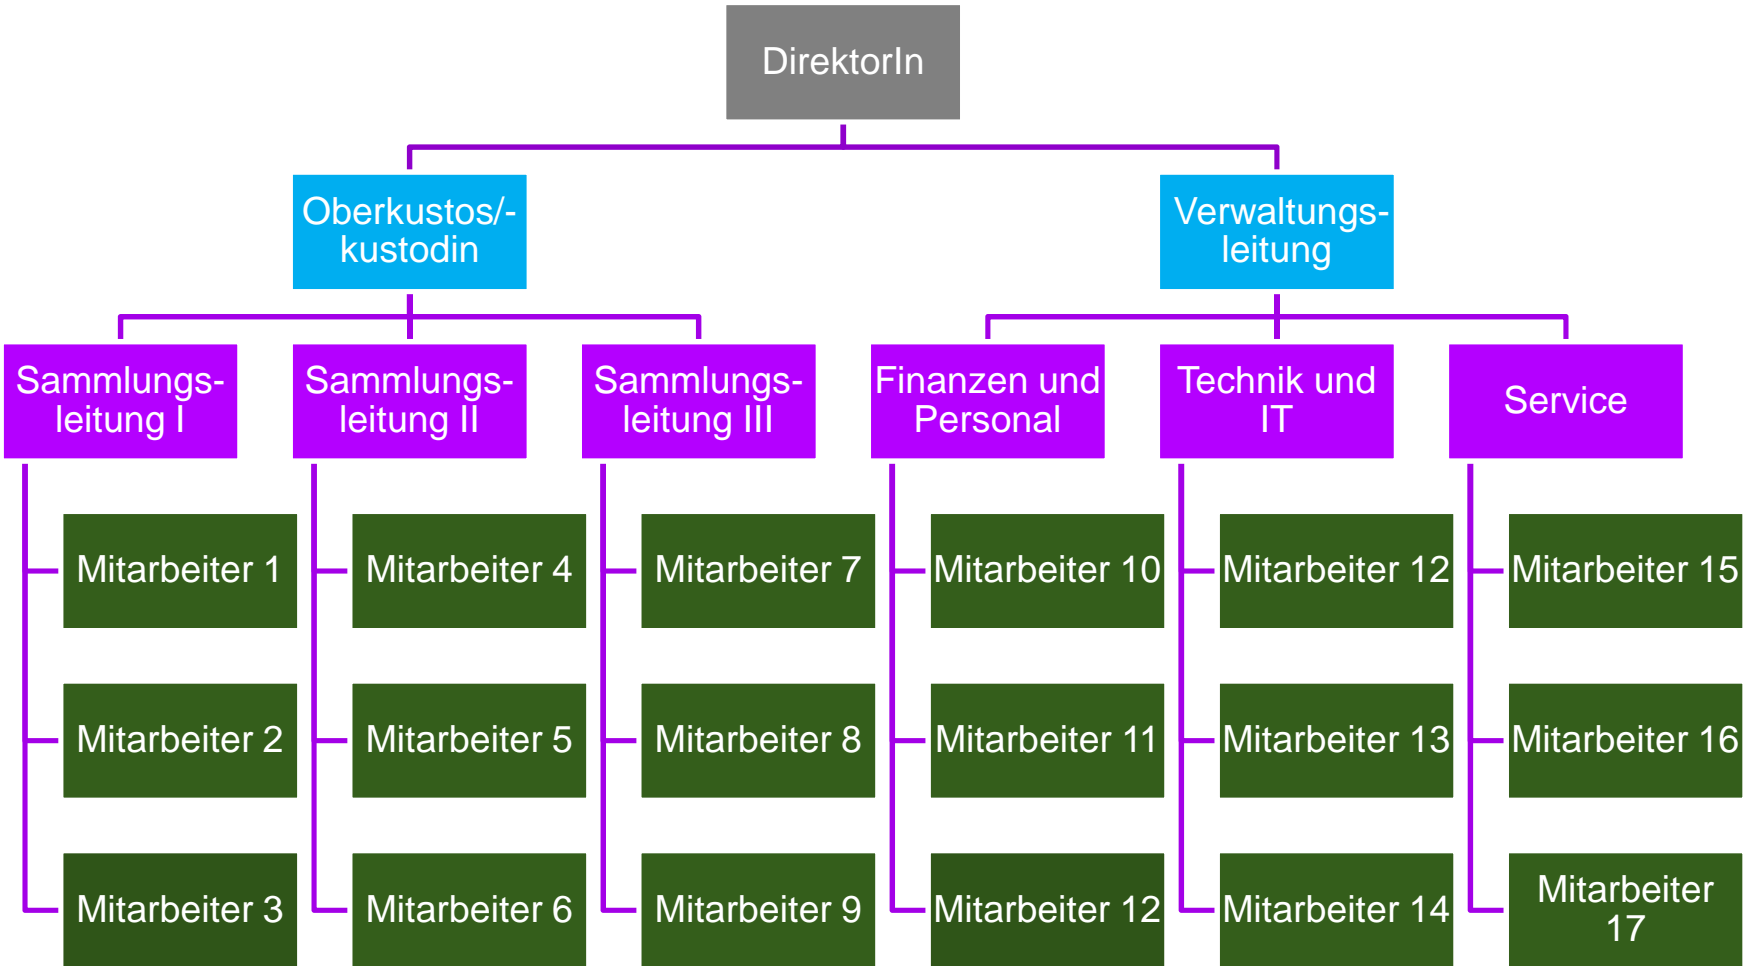 DirektorIn
Oberkustos/-
kustodin
Verwaltungs-
leitung
Sammlungs-
leitung I
Sammlungs-
leitung II
Sammlungs-
leitung III
Finanzen und
Personal
Technik und
IT
Service
Mitarbeiter 1
Mitarbeiter 4
Mitarbeiter 7
Mitarbeiter 10
Mitarbeiter 12
Mitarbeiter 15
Mitarbeiter 2
Mitarbeiter 5
Mitarbeiter 8
Mitarbeiter 11
Mitarbeiter 13
Mitarbeiter 16
Mitarbeiter 3
Mitarbeiter 6
Mitarbeiter 9
Mitarbeiter 12
Mitarbeiter 14
Mitarbeiter
17